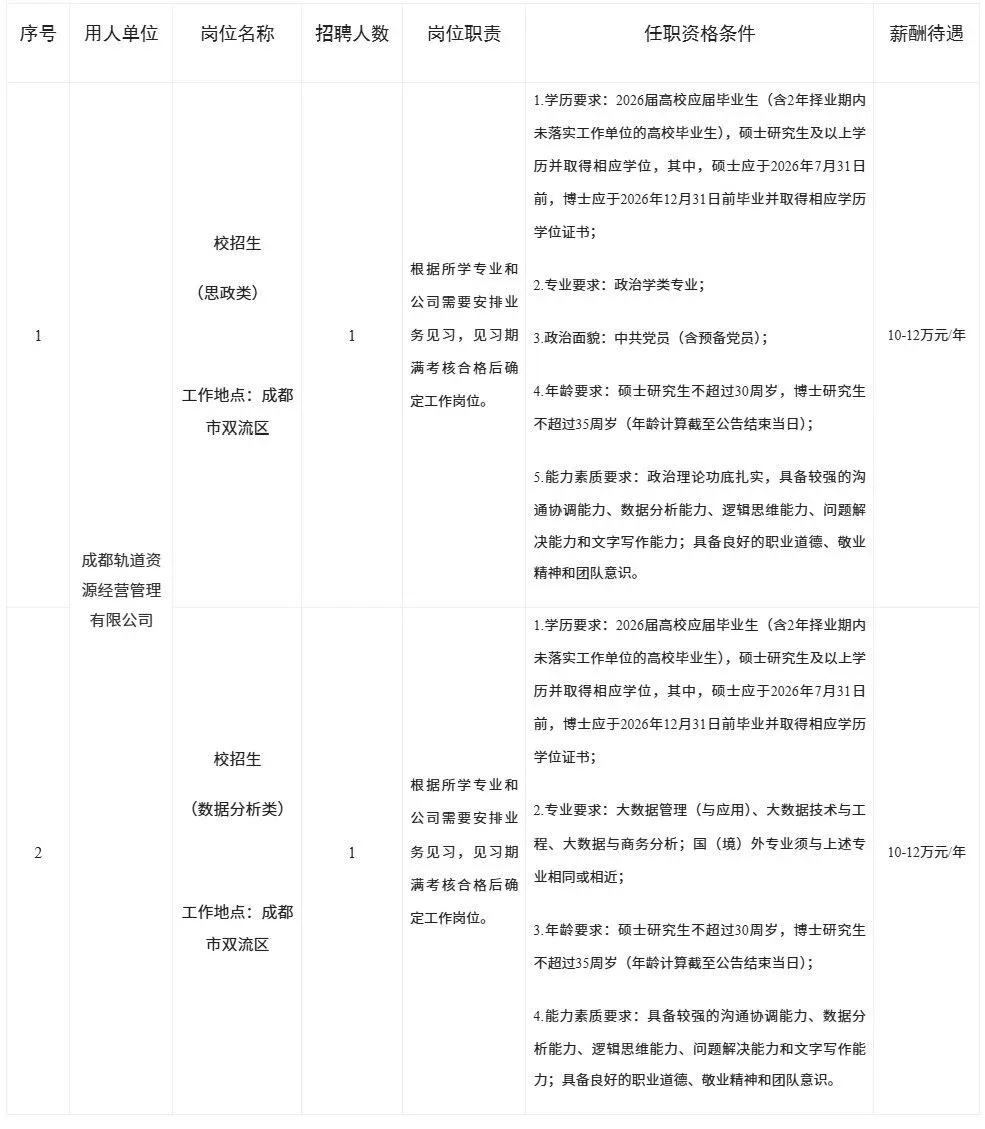 序号
用人单位
岗位名称
招聘人数
岗位职责
任职资格条件
薪酬待遇
1
成都轨道资
源经营管理
有限公司
校招生
（思政类）
工作地点：成都
市双流区
1
根据所学专业和
公司需要安排业
务见习，见习期
满考核合格后确
定工作岗位。
1.学历要求：2026届高校应届毕业生（含2年择业期内
未落实工作单位的高校毕业生），硕士研究生及以上学
历并取得相应学位，其中，硕士应于2026年7月31日
前，博士应于2026年12月31日前毕业并取得相应学历
学位证书；
2.专业要求：政治学类专业；
3.政治面貌：中共党员（含预备党员）；
4.年龄要求：硕士研究生不超过30周岁，博士研究生
不超过35周岁（年龄计算截至公告结束当日）；
5.能力素质要求：政治理论功底扎实，具备较强的沟
通协调能力、数据分析能力、逻辑思维能力、问题解
决能力和文字写作能力；具备良好的职业道德、敬业
精神和团队意识。
10-12万元/年
2
校招生
（数据分析类）
工作地点：成都
市双流区
1
根据所学专业和
公司需要安排业
务见习，见习期
满考核合格后确
定工作岗位。
1.学历要求：2026届高校应届毕业生（含2年择业期内
未落实工作单位的高校毕业生），硕士研究生及以上学
历并取得相应学位，其中，硕士应于2026年7月31日
前，博士应于2026年12月31日前毕业并取得相应学历
学位证书；
2.专业要求：大数据管理（与应用）、大数据技术与工
程、大数据与商务分析；国（境）外专业须与上述专
业相同或相近；
3.年龄要求：硕士研究生不超过30周岁，博士研究生
不超过35周岁（年龄计算截至公告结束当日）；
4.能力素质要求：具备较强的沟通协调能力、数据分
析能力、逻辑思维能力、问题解决能力和文字写作能
力；具备良好的职业道德、敬业精神和团队意识。
10-12万元/年